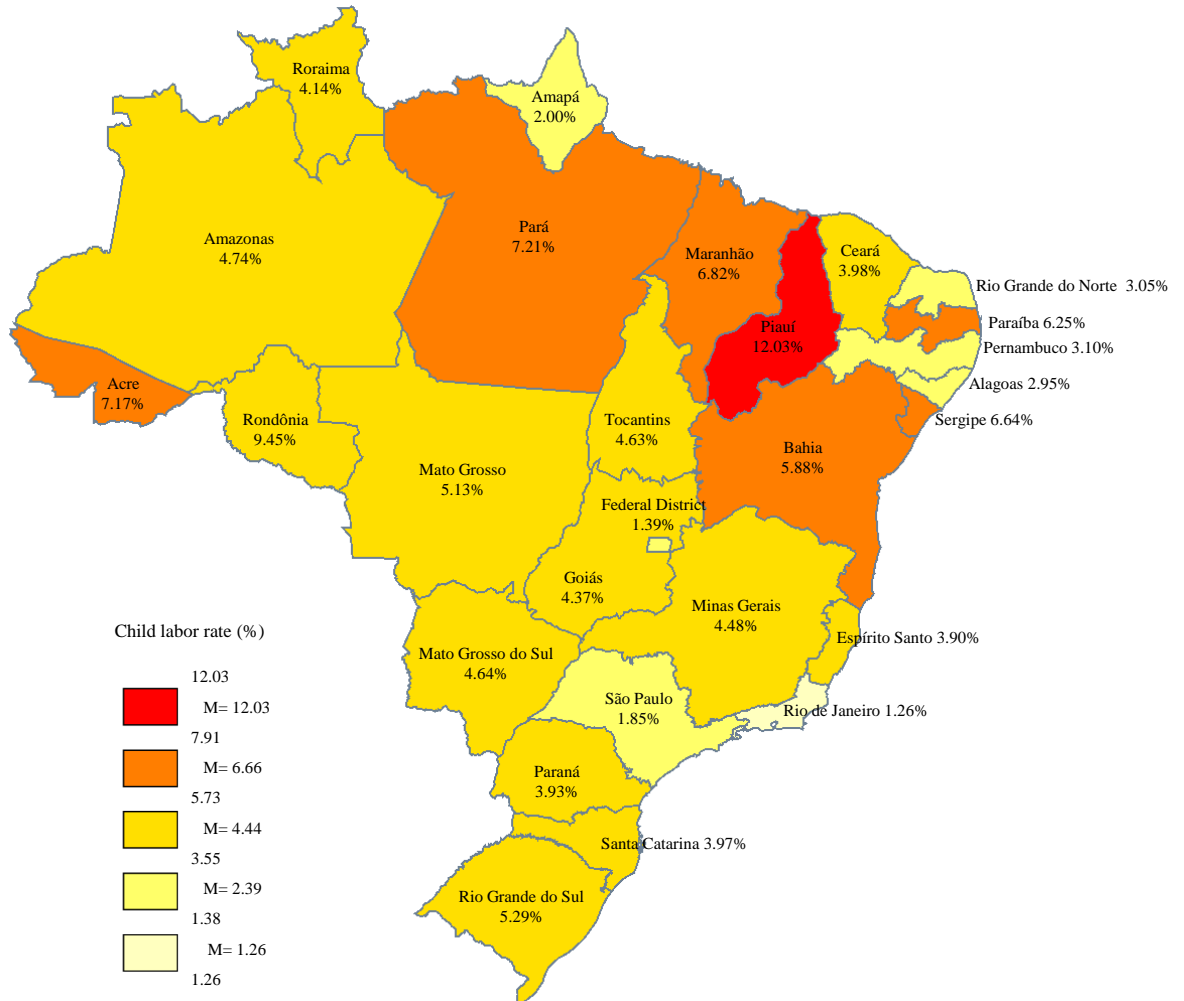 Roraima
4.14%
Amapá
2.00%
Pará
7.21%
Amazonas
4.74%
Maranhão
6.82%
Ceará
3.98%
Rio Grande do Norte 3.05%
Paraíba 6.25%
Piauí
12.03%
Pernambuco 3.10%
Alagoas 2.95%
Acre
7.17%
Sergipe 6.64%
Rondônia
9.45%
Tocantins
4.63%
Bahia
5.88%
Mato Grosso
5.13%
Federal District
1.39%
Goiás
4.37%
Minas Gerais
4.48%
Espírito Santo 3.90%
Mato Grosso do Sul
4.64%
São Paulo
1.85%
Rio de Janeiro 1.26%
Paraná
3.93%
Santa Catarina 3.97%
Rio Grande do Sul
5.29%
Child labor rate (%)
12.03
M= 12.03
7.91
M= 6.66
5.73
M= 4.44
3.55
M= 2.39
1.38
M= 1.26
1.26